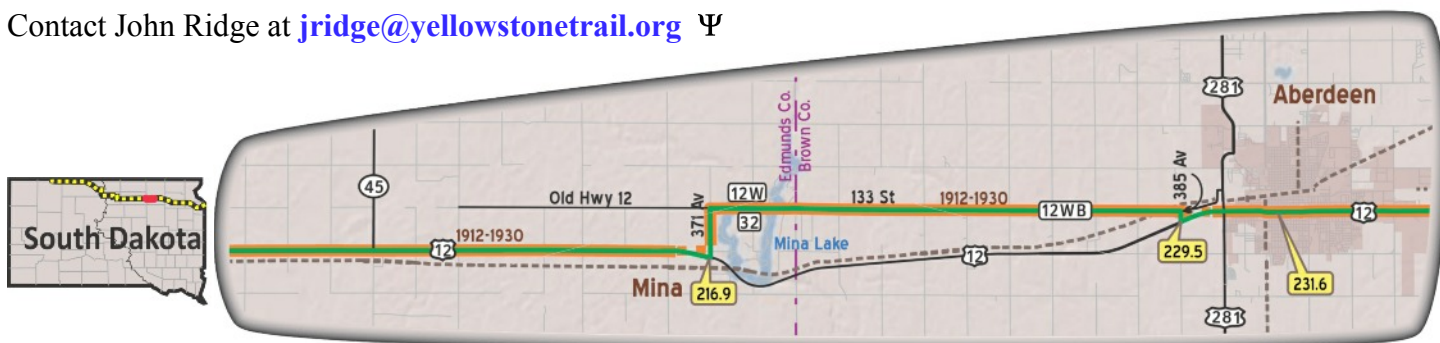 Contact John Ridge at jridge@yellowstonetrail.org Ψ
281
Aberdeen
Edmunds Co.
Brown Co.
385 Av
45
Old Hwy 12
371 Av
12W
133 St
1912-1930
12WB
12
32
South Dakota
1912-1930
12
Mina Lake
12
229.5
Mina
216.9
231.6
281